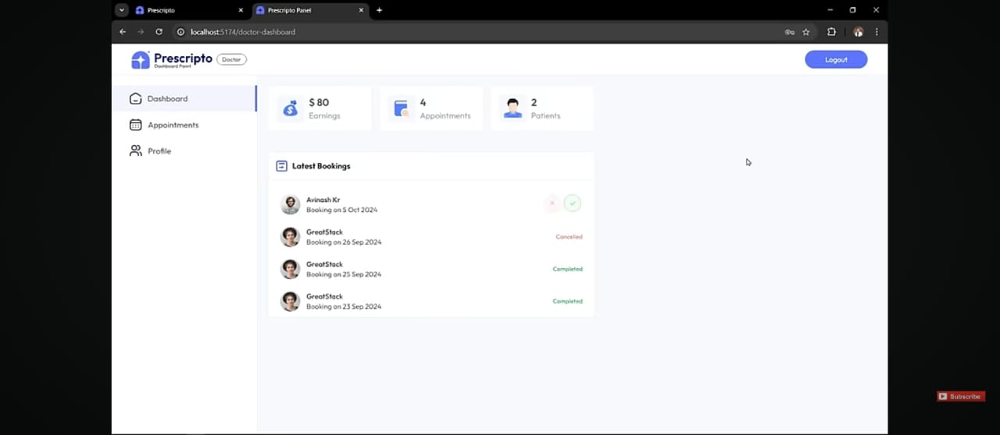 Prescripto
Prescripto Panel
localhost:5174/doctor-dashboard
Prescripto
Doctor
Dashboard Panel
Logout
Dashboard
Appointments
Profile
$ 80
Earnings
4
Appointments
2
Patients
Latest Bookings
Avinash Kr
Booking on 5 Oct 2024
GreatStack
Booking on 26 Sep 2024
Cancelled
GreatStack
Booking on 25 Sep 2024
Completed
GreatStack
Booking on 23 Sep 2024
Completed
Subscribe